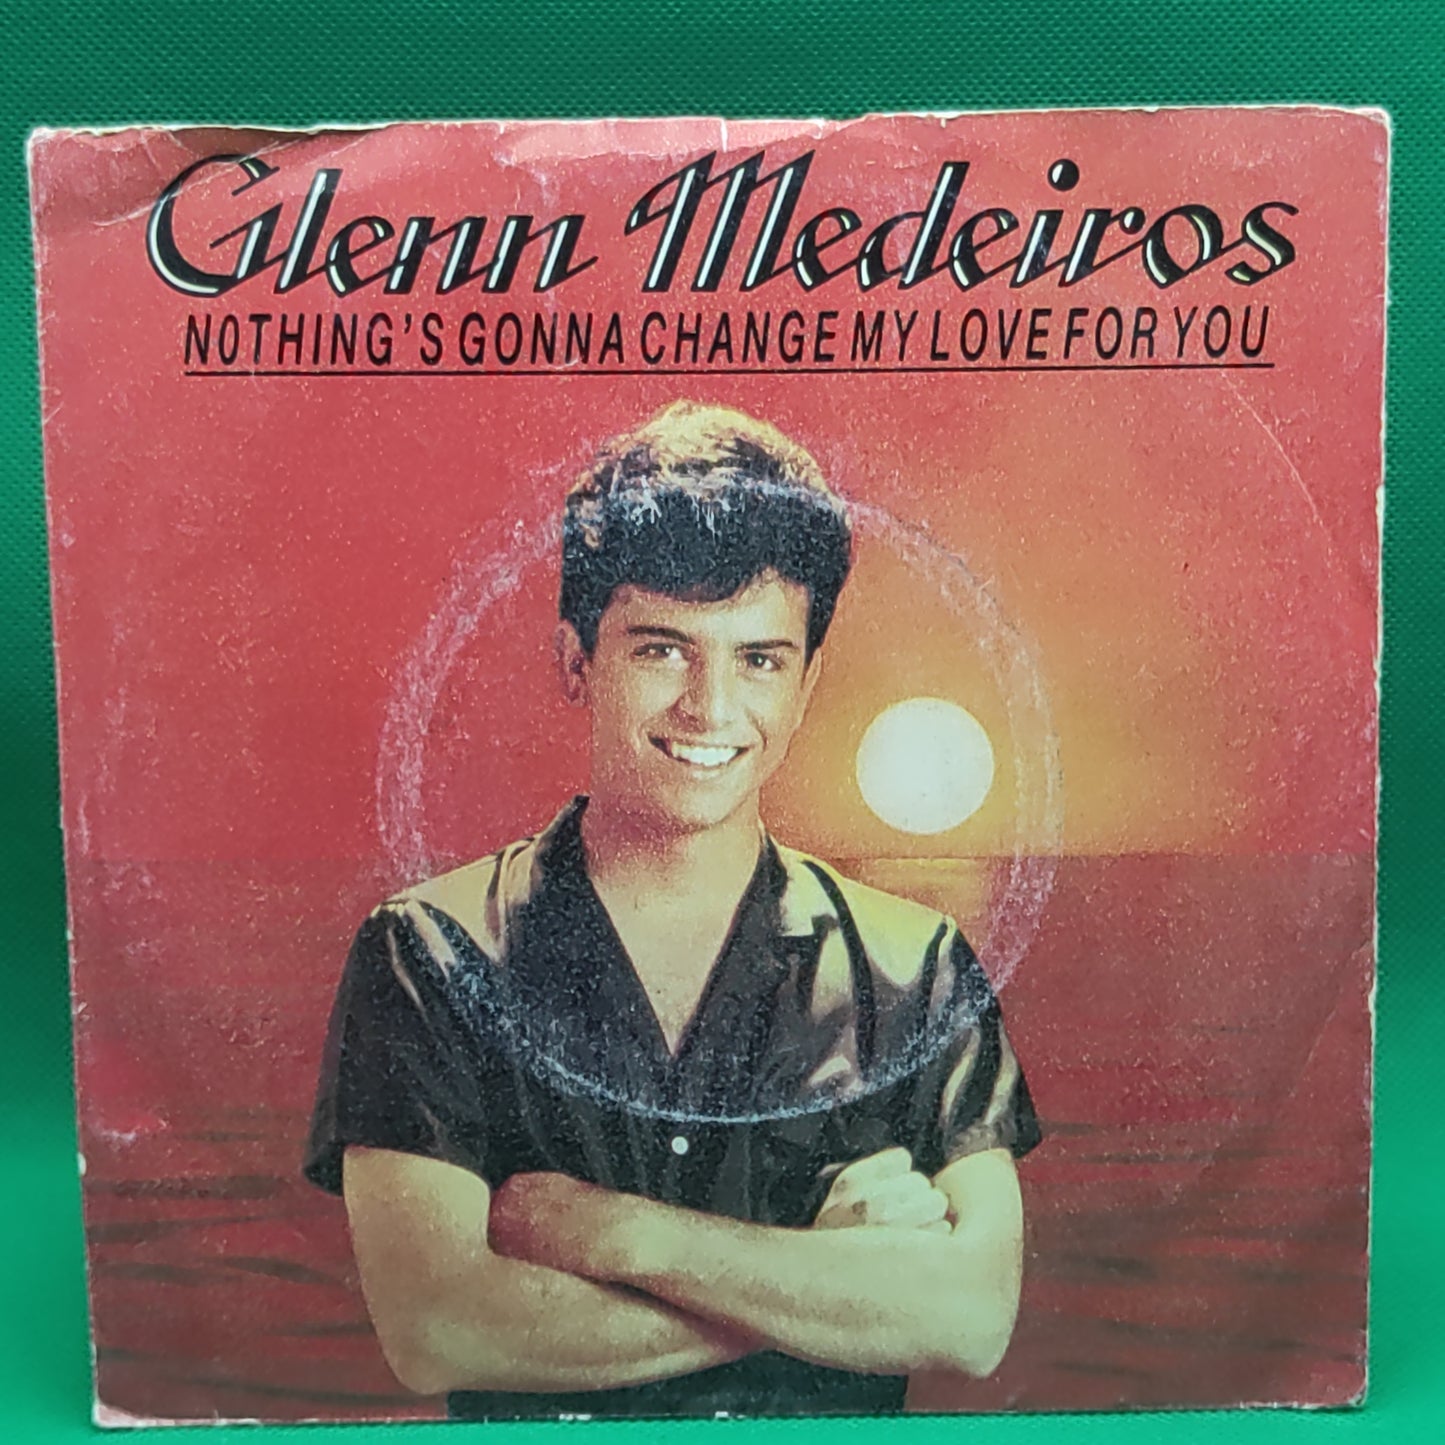 Glenn Medeiros
NOTHING'S GONNA CHANGE MY LOVE FOR YOU